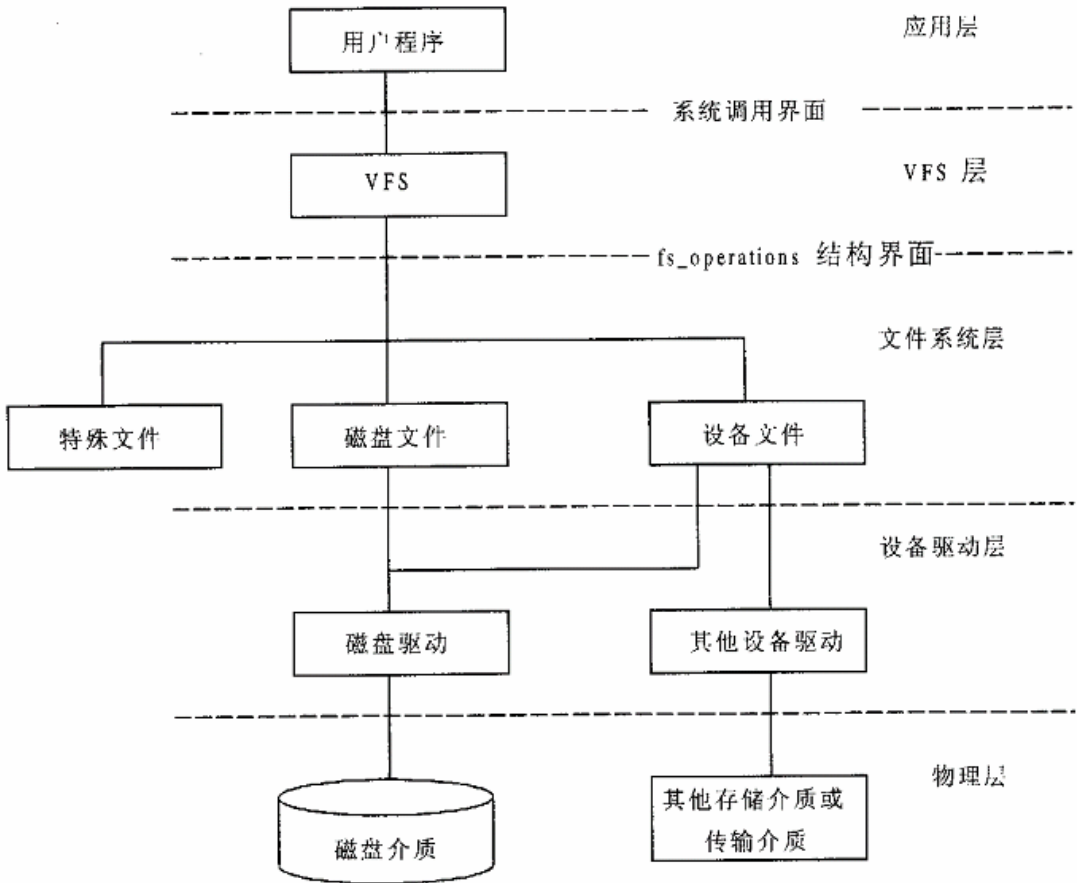 用户程序
应用层
系统调用界面
VFS
VFS 层
fs_operations 结构界面
文件系统层
特殊文件
磁盘文件
设备文件
设备驱动层
磁盘驱动
其他设备驱动
物理层
磁盘介质
其他存储介质或
传输介质